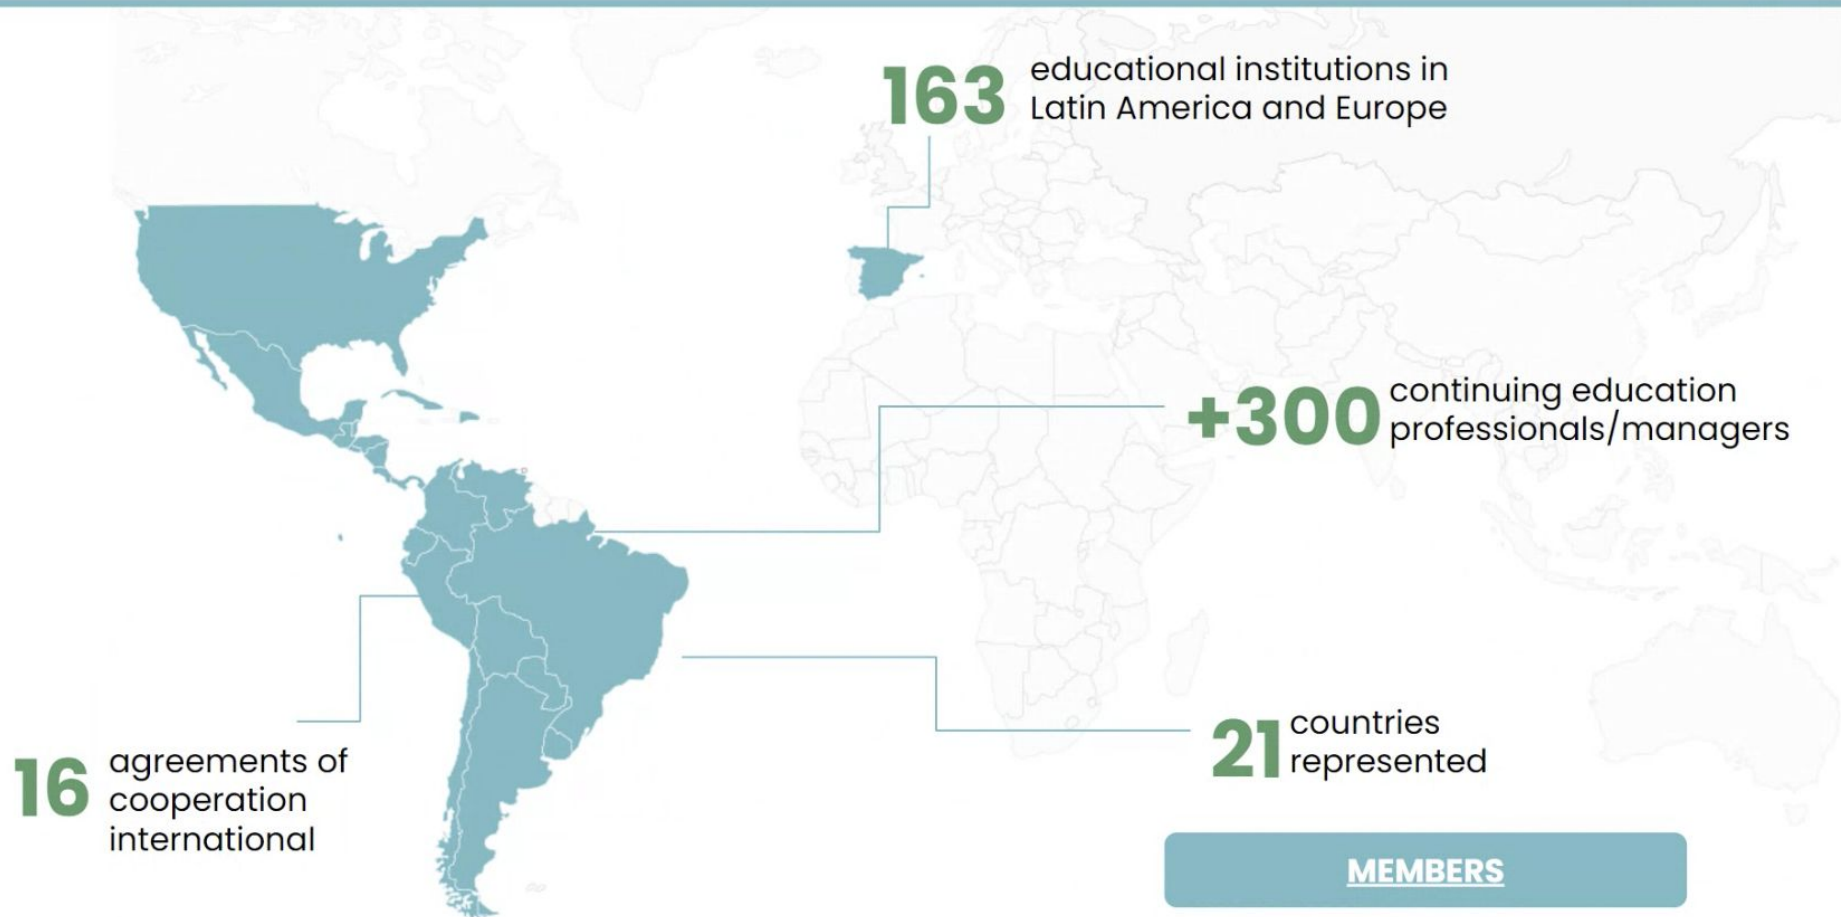 163
educational institutions in
Latin America and Europe
+300
continuing education
professionals/managers
21
countries
represented
16
agreements of
cooperation
international
MEMBERS